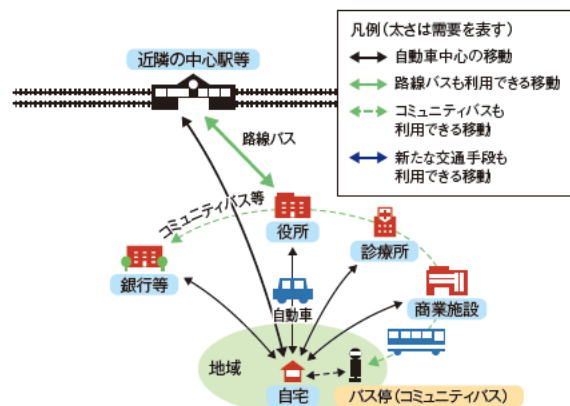 近隣の中心駅等
凡例(太さは需要を表す)
自動車中心の移動
路線バスも利用できる移動
コミュニティバスも
利用できる移動
新たな交通手段も
利用できる移動
路線バス
コミュニティバス等
役所
診療所
銀行等
自動車
商業施設
地域
自宅
バス停(コミュニティバス)